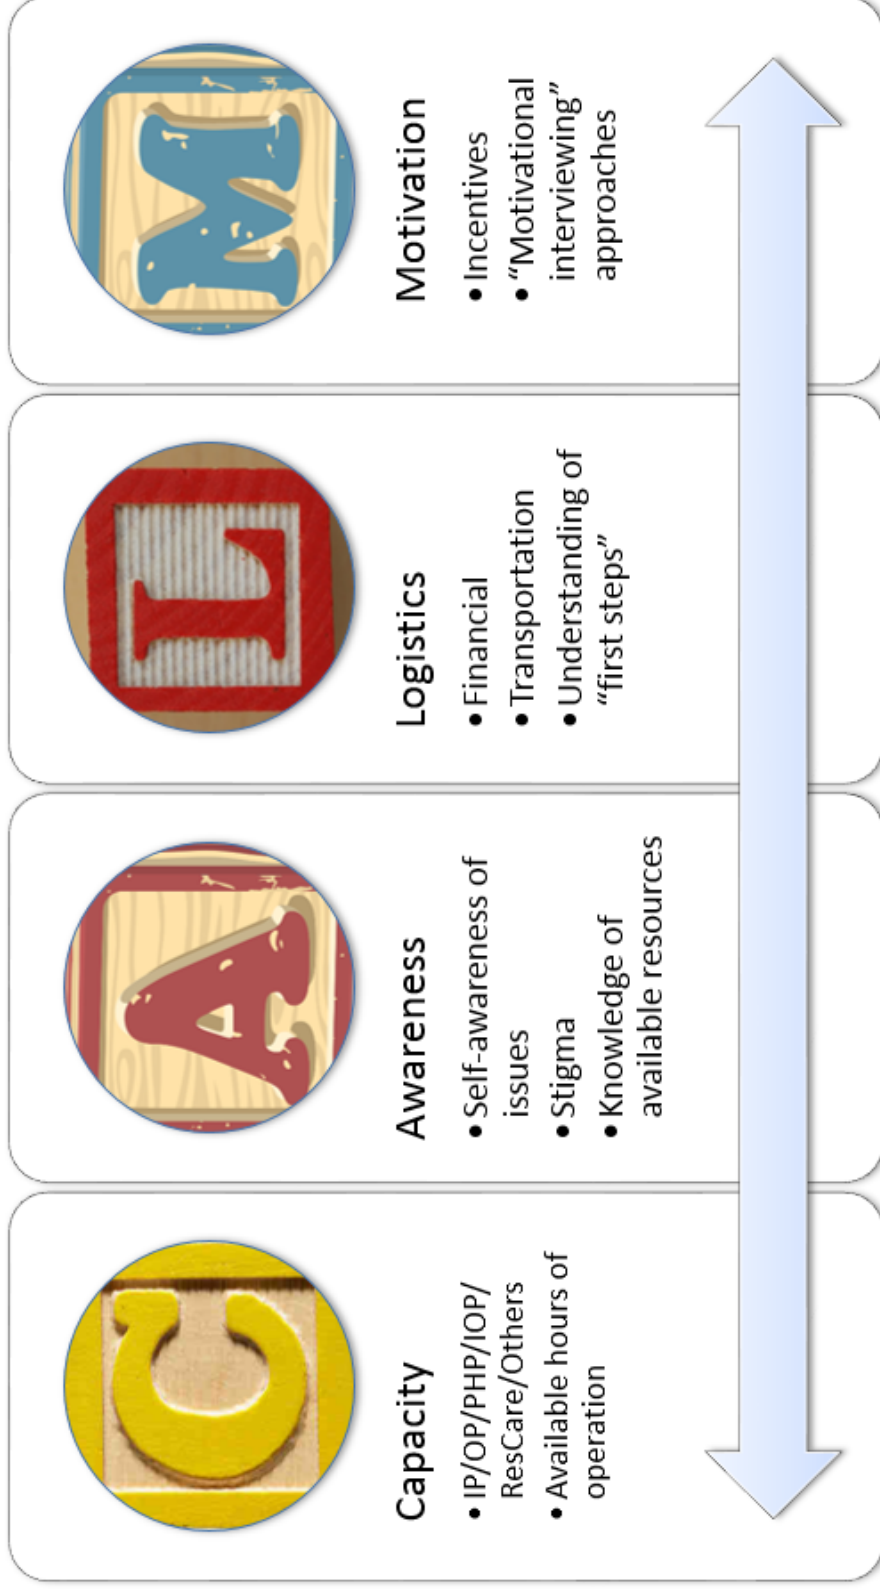 C
Capacity
• IP/OP/PHP/IOP/
ResCare/Others
• Available hours of
operation
A
Awareness
• Self-awareness of
issues
• Stigma
• Knowledge of
available resources
L
Logistics
• Financial
• Transportation
• Understanding of
“first steps”
M
Motivation
• Incentives
• “Motivational
interviewing”
approaches